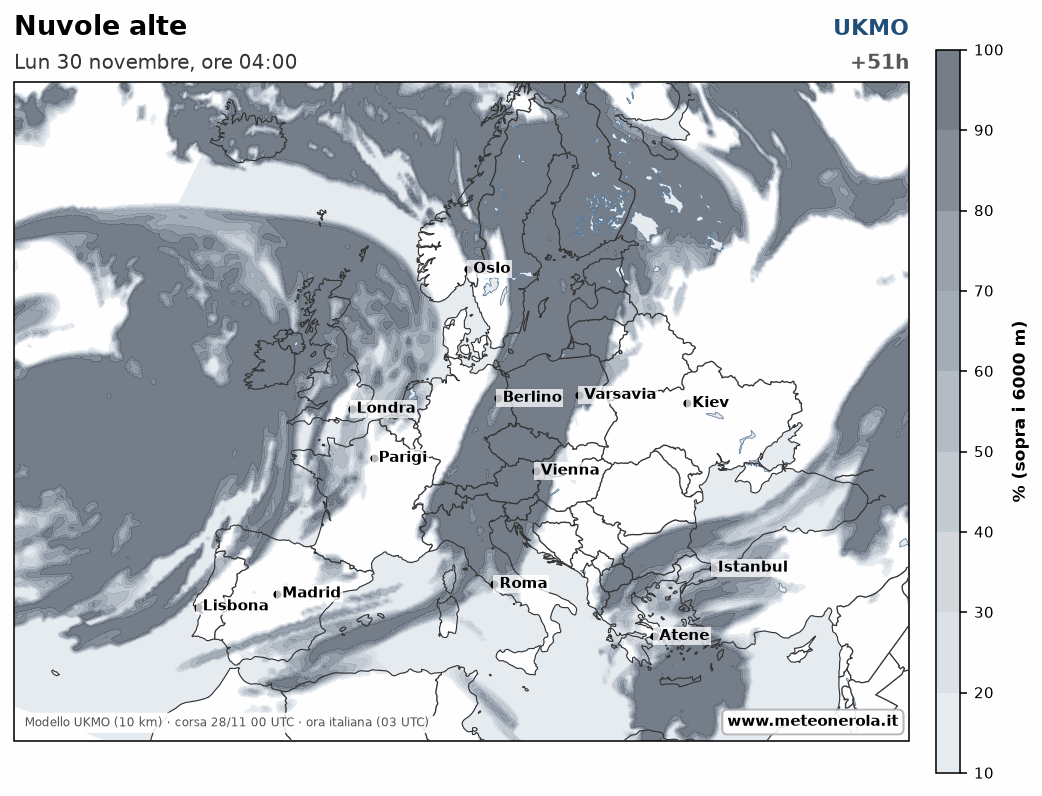 Nuvole alte
UKMO
Lun 30 novembre, ore 04:00
+51h
Oslo
Berlino
Varsavia
Kiev
Londra
Parigi
Vienna
Istanbul
Roma
Madrid
Lisbona
Atene
Modello UKMO (10 km) · corsa 28/11 00 UTC · ora italiana (03 UTC)
www.meteonerola.it
100
90
80
70
60
50
40
30
20
10
% (sopra i 6000 m)